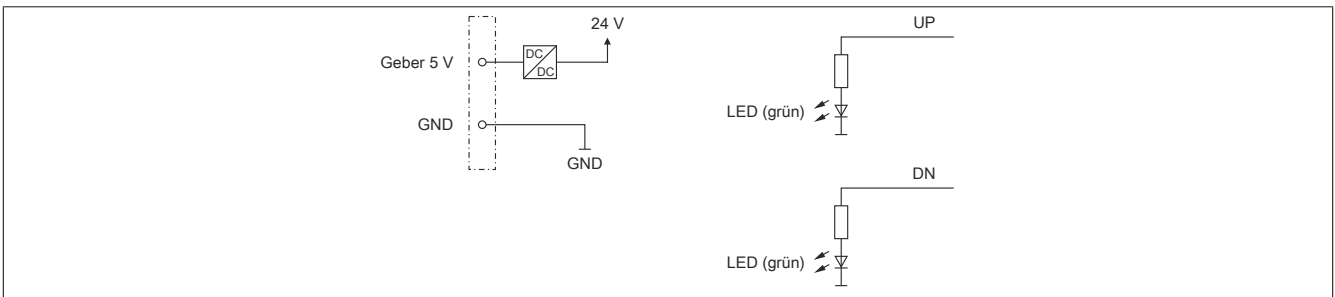 24 V
Geber 5 V
DC
DC
GND
GND
UP
LED (grün)
DN
LED (grün)